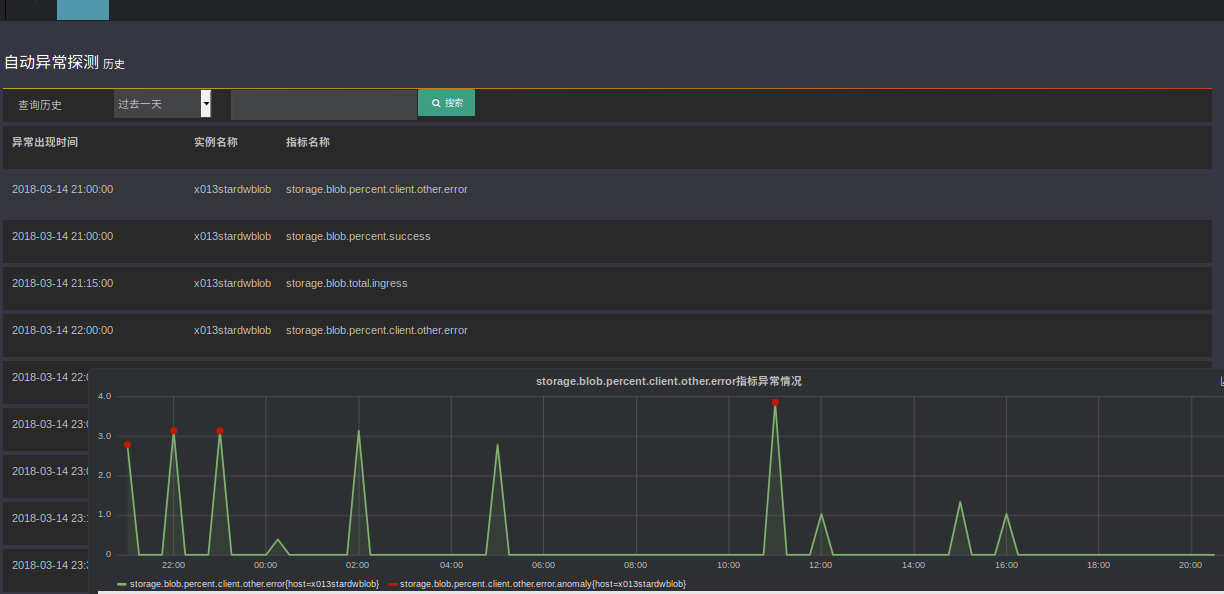 自动异常探测 历史
查询历史 过去一天 搜索
异常出现时间 实例名称 指标名称
2018-03-14 21:00:00 x013stardwblob storage.blob.percent.client.other.error
2018-03-14 21:00:00 x013stardwblob storage.blob.percent.success
2018-03-14 21:15:00 x013stardwblob storage.blob.total.ingress
2018-03-14 22:00:00 x013stardwblob storage.blob.percent.client.other.error
2018-03-14 22:
2018-03-14 23:
2018-03-14 23:
2018-03-14 23:
2018-03-14 23:
storage.blob.percent.client.other.error指标异常情况
4.0
3.0
2.0
1.0
0
22:00 00:00 02:00 04:00 06:00 08:00 10:00 12:00 14:00 16:00 18:00 20:00
storage.blob.percent.client.other.error{host=x013stardwblob} storage.blob.percent.client.other.error.anomaly{host=x013stardwblob}